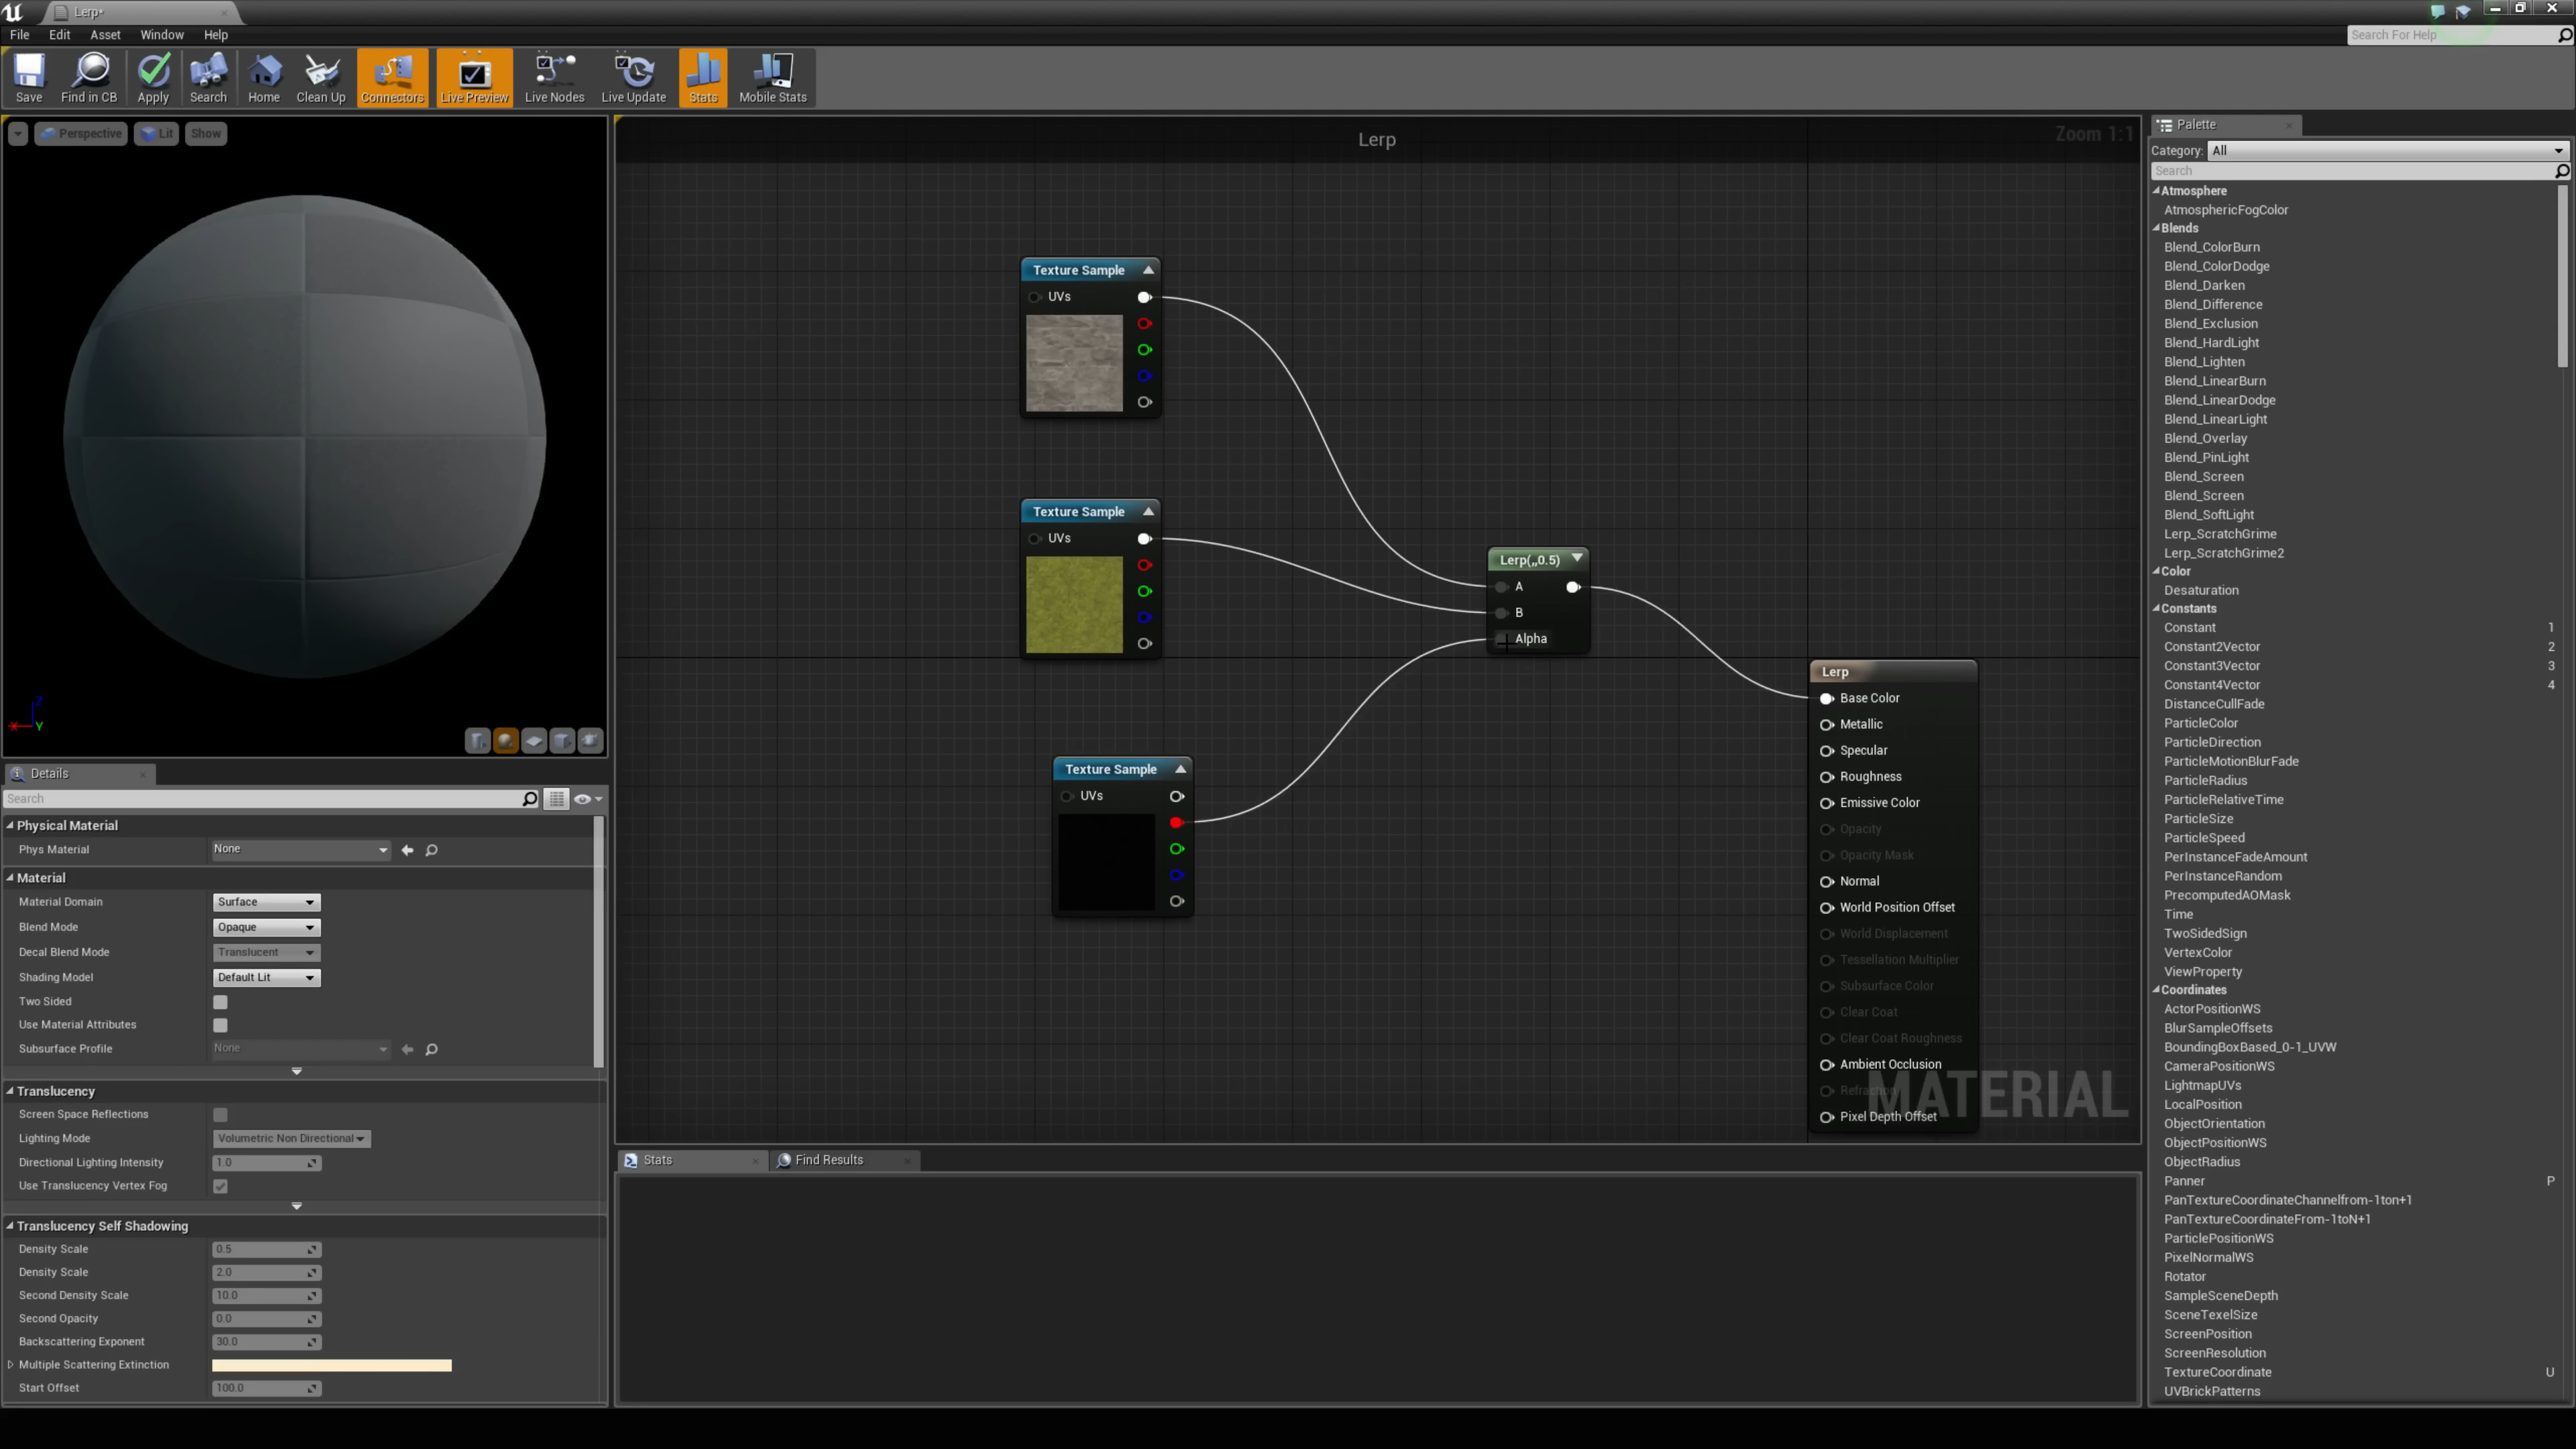 Lerp*
File Edit Asset Window Help
Search For Help
Save Find in CB Apply Search Home Clean Up Connectors Live Preview Live Nodes Live Update Stats Mobile Stats
Perspective Lit Show
Z
X Y
Details
Search
Physical Material
Phys Material None
Material
Material Domain Surface
Blend Mode Opaque
Decal Blend Mode Translucent
Shading Model Default Lit
Two Sided
Use Material Attributes
Subsurface Profile None
Translucency
Screen Space Reflections
Lighting Mode Volumetric Non Directional
Directional Lighting Intensity 1.0
Use Translucency Vertex Fog
Translucency Self Shadowing
Density Scale 0.5
Density Scale 2.0
Second Density Scale 10.0
Second Opacity 0.0
Backscattering Exponent 30.0
Multiple Scattering Extinction
Start Offset 100.0
Lerp
Zoom 1:1
Texture Sample
UVs
Texture Sample
UVs
Texture Sample
UVs
Lerp(,,0.5)
A
B
Alpha
Lerp
Base Color
Metallic
Specular
Roughness
Emissive Color
Opacity
Opacity Mask
Normal
World Position Offset
World Displacement
Tessellation Multiplier
Subsurface Color
Clear Coat
Clear Coat Roughness
Ambient Occlusion
Refraction
Pixel Depth Offset
MATERIAL
Stats Find Results
Palette
Category: All
Search
Atmosphere
AtmosphericFogColor
Blends
Blend_ColorBurn
Blend_ColorDodge
Blend_Darken
Blend_Difference
Blend_Exclusion
Blend_HardLight
Blend_Lighten
Blend_LinearBurn
Blend_LinearDodge
Blend_LinearLight
Blend_Overlay
Blend_PinLight
Blend_Screen
Blend_Screen
Blend_SoftLight
Lerp_ScratchGrime
Lerp_ScratchGrime2
Color
Desaturation
Constants
Constant 1
Constant2Vector 2
Constant3Vector 3
Constant4Vector 4
DistanceCullFade
ParticleColor
ParticleDirection
ParticleMotionBlurFade
ParticleRadius
ParticleRelativeTime
ParticleSize
ParticleSpeed
PerInstanceFadeAmount
PerInstanceRandom
PrecomputedAOMask
Time
TwoSidedSign
VertexColor
ViewProperty
Coordinates
ActorPositionWS
BlurSampleOffsets
BoundingBoxBased_0-1_UVW
CameraPositionWS
LightmapUVs
LocalPosition
ObjectOrientation
ObjectPositionWS
ObjectRadius
Panner P
PanTextureCoordinateChannelfrom-1ton+1
PanTextureCoordinateFrom-1toN+1
ParticlePositionWS
PixelNormalWS
Rotator
SampleSceneDepth
SceneTexelSize
ScreenPosition
ScreenResolution
TextureCoordinate U
UVBrickPatterns